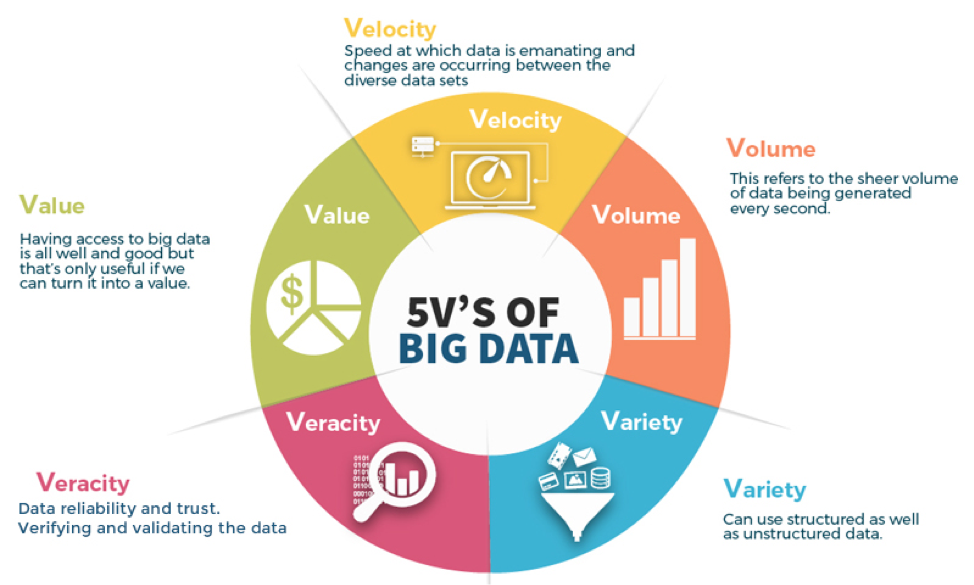 Velocity
Speed at which data is emanating and
changes are occurring between the
diverse data sets
Velocity
Volume
This refers to the sheer volume
of data being generated
every second.
Volume
Value
Having access to big data
is all well and good but
that's only useful if we
can turn it into a value.
Value
$
5V'S OF
BIG DATA
Veracity
Variety
Veracity
Data reliability and trust.
Verifying and validating the data
Variety
Can use structured as well
as unstructured data.